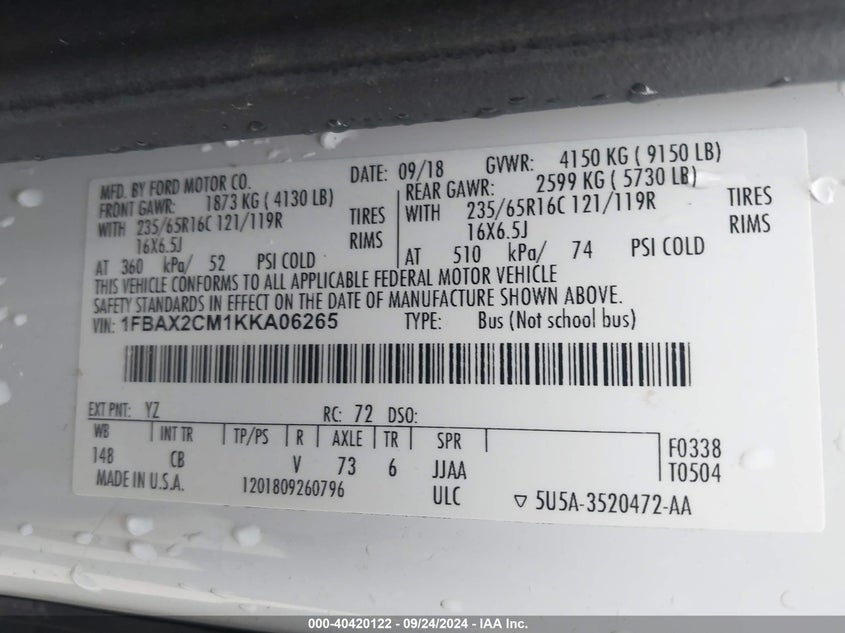 MFD. BY FORD MOTOR CO. DATE: 09/18 GVWR: 4150 KG ( 9150 LB)
FRONT GAWR: 1873 KG ( 4130 LB) REAR GAWR: 2599 KG ( 5730 LB)
WITH 235/65R16C 121/119R TIRES WITH 235/65R16C 121/119R TIRES
16X6.5J RIMS 16X6.5J RIMS
AT 360 kPa/ 52 PSI COLD AT 510 kPa/ 74 PSI COLD
THIS VEHICLE CONFORMS TO ALL APPLICABLE FEDERAL MOTOR VEHICLE
SAFETY STANDARDS IN EFFECT ON THE DATE OF MANUFACTURE SHOWN ABOVE.
VIN: 1FBAX2CM1KKA06265 TYPE: Bus (Not school bus)
EXT PNT: YZ RC: 72 DSO:
WB INT TR TP/PS R AXLE TR SPR F0338
148 CB V 73 6 JJAA T0504
MADE IN U.S.A. 1201809260796 ULC ▽ 5U5A-3520472-AA
000-40420122 - 09/24/2024 - IAA Inc.